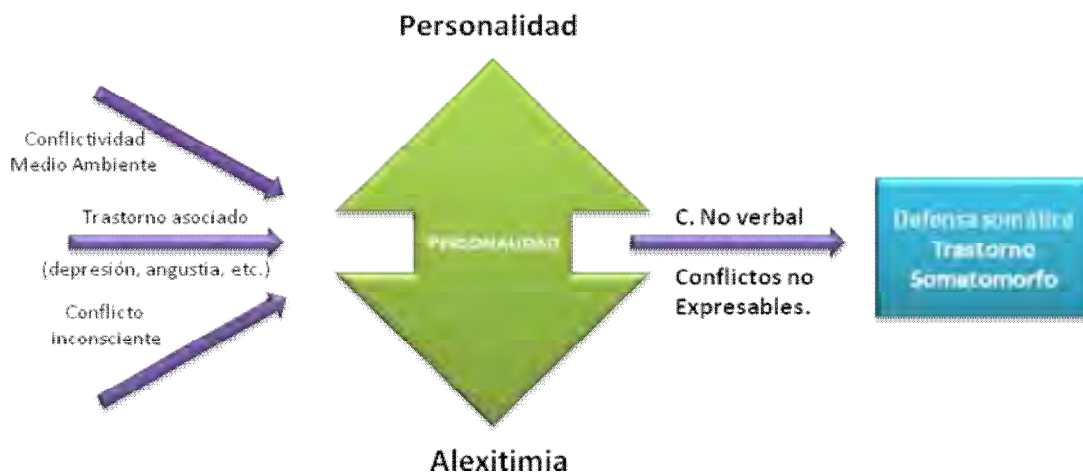 Personalidad
Conflictividad
Medio Ambiente
Trastorno asociado
(depresión, angustia, etc.)
Conflicto
inconsciente
PERSONALIDAD
C. No verbal
Conflictos no
Expresables.
Defensa somática
Trastorno
Somatomorfo
Alexitimia